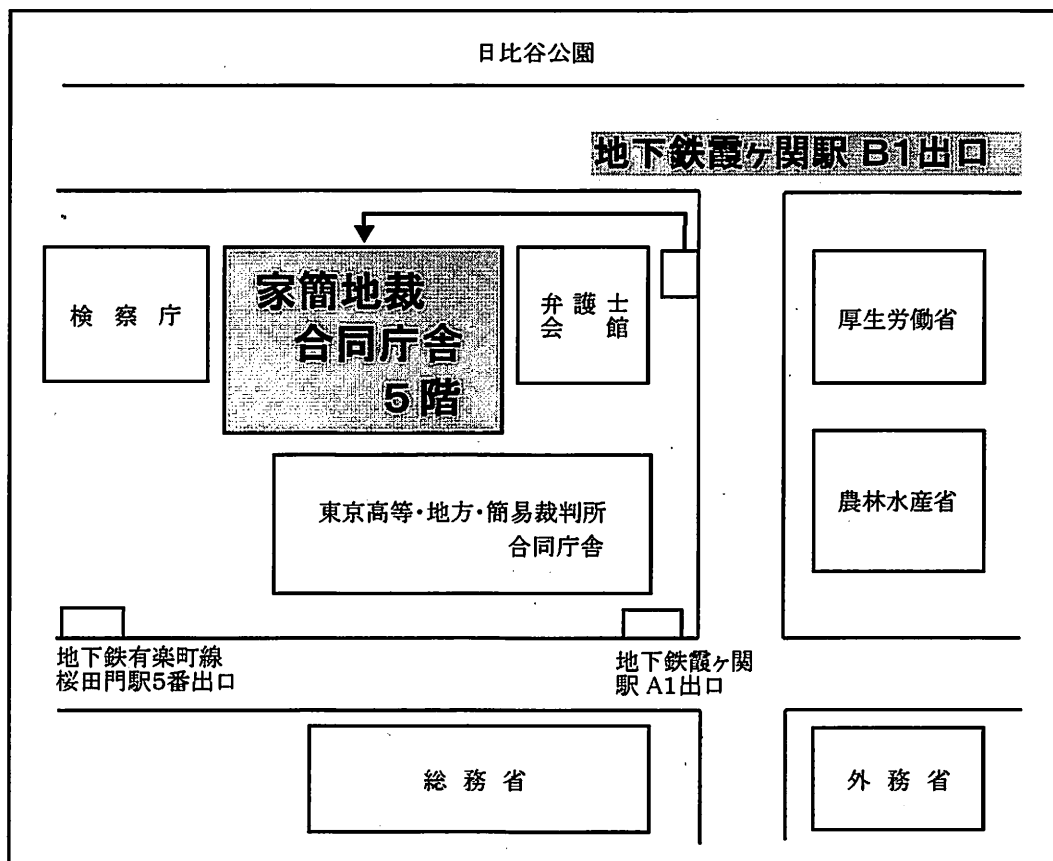 日比谷公園
地下鉄霞ヶ関駅 B1出口
検察庁
家簡地裁
合同庁舎
5階
弁護士
会館
厚生労働省
東京高等・地方・簡易裁判所
合同庁舎
農林水産省
地下鉄有楽町線
桜田門駅5番出口
地下鉄霞ヶ関
駅 A1出口
総務省
外務省